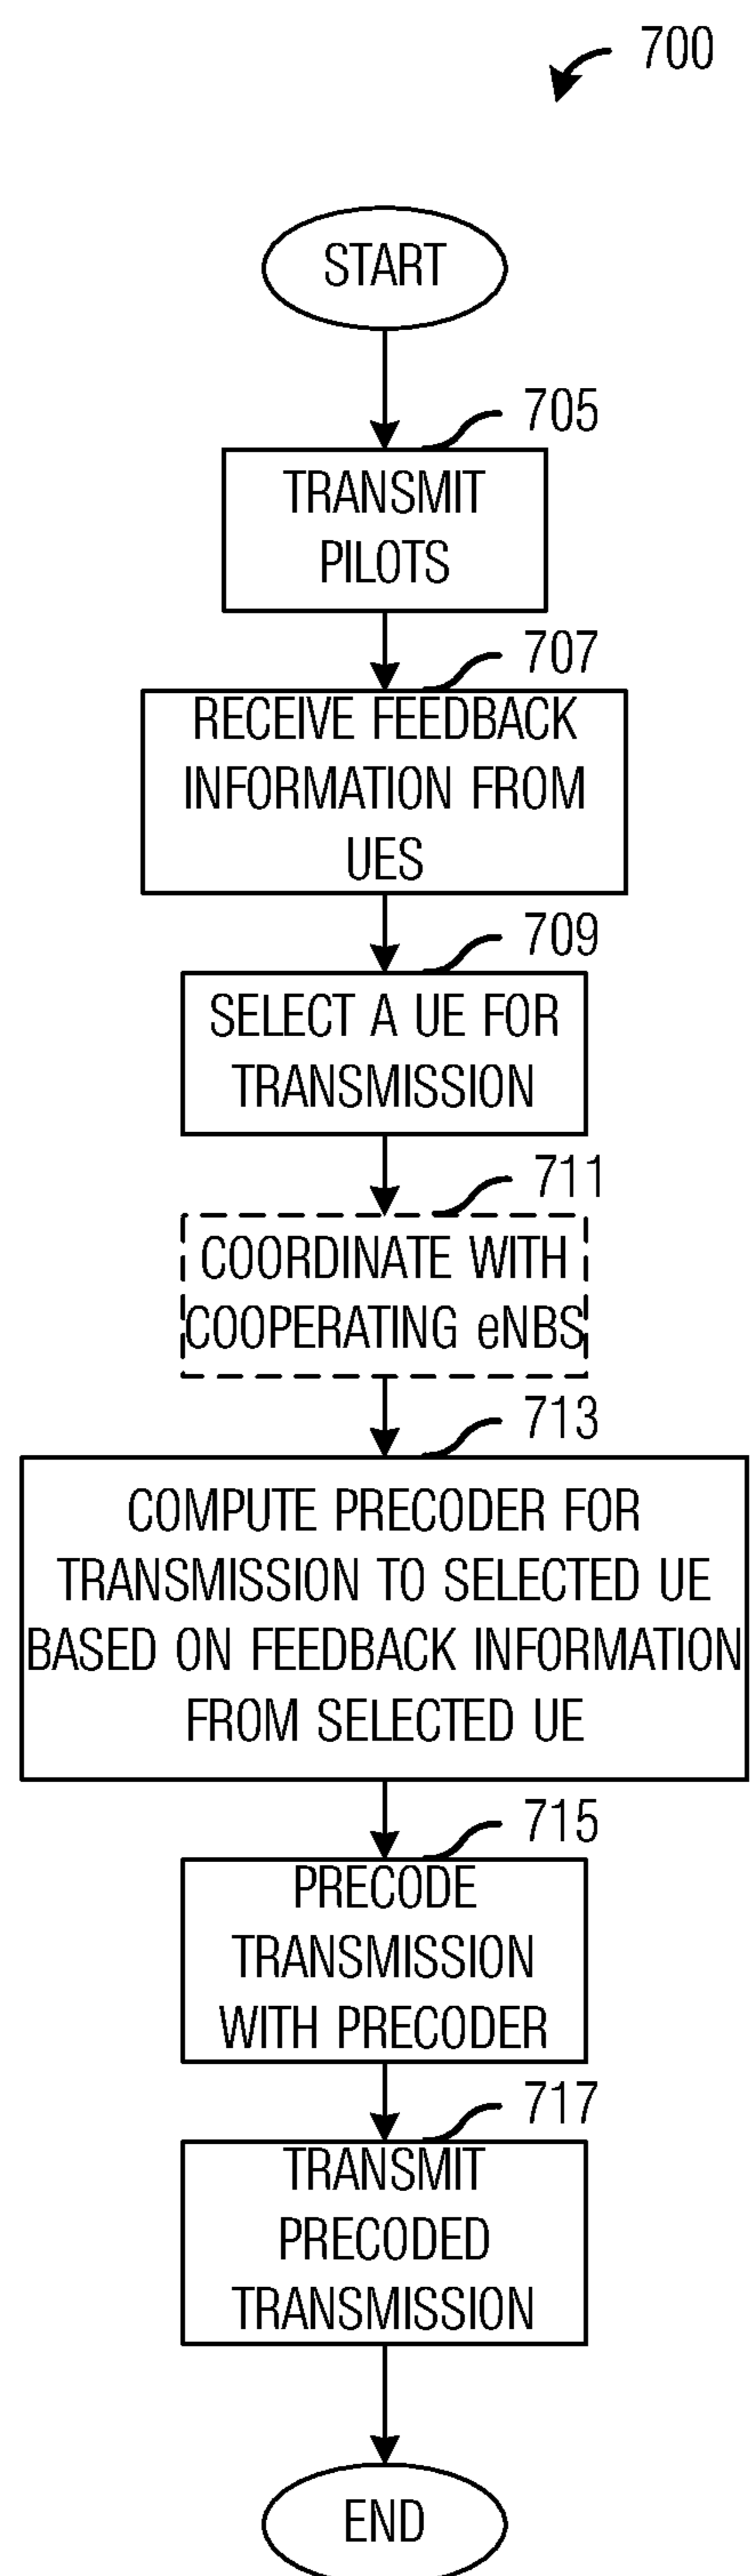 700
START
705
TRANSMIT
PILOTS
707
RECEIVE FEEDBACK
INFORMATION FROM
UES
709
SELECT A UE FOR
TRANSMISSION
711
COORDINATE WITH
COOPERATING eNBS
713
COMPUTE PRECODER FOR
TRANSMISSION TO SELECTED UE
BASED ON FEEDBACK INFORMATION
FROM SELECTED UE
715
PRECODE
TRANSMISSION
WITH PRECODER
717
TRANSMIT
PRECODED
TRANSMISSION
END